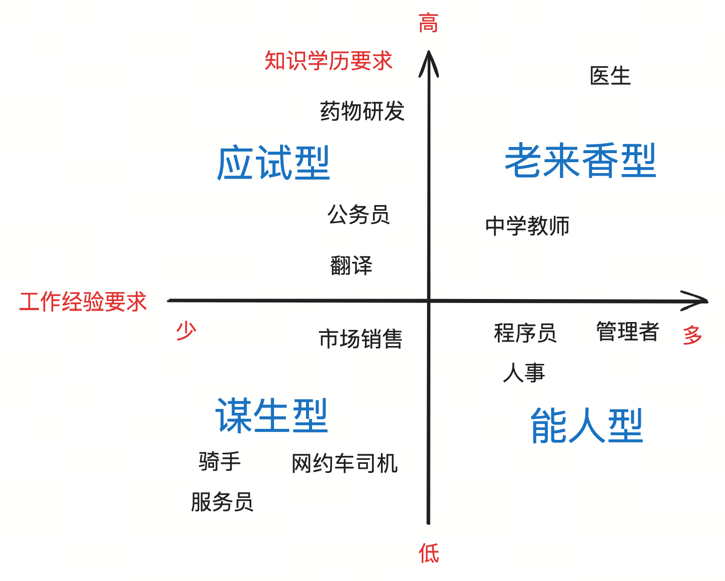 高
知识学历要求
医生
药物研发
应试型
老来香型
公务员
中学教师
翻译
工作经验要求
少
市场销售
程序员
管理者
多
人事
谋生型
能人型
骑手
网约车司机
服务员
低